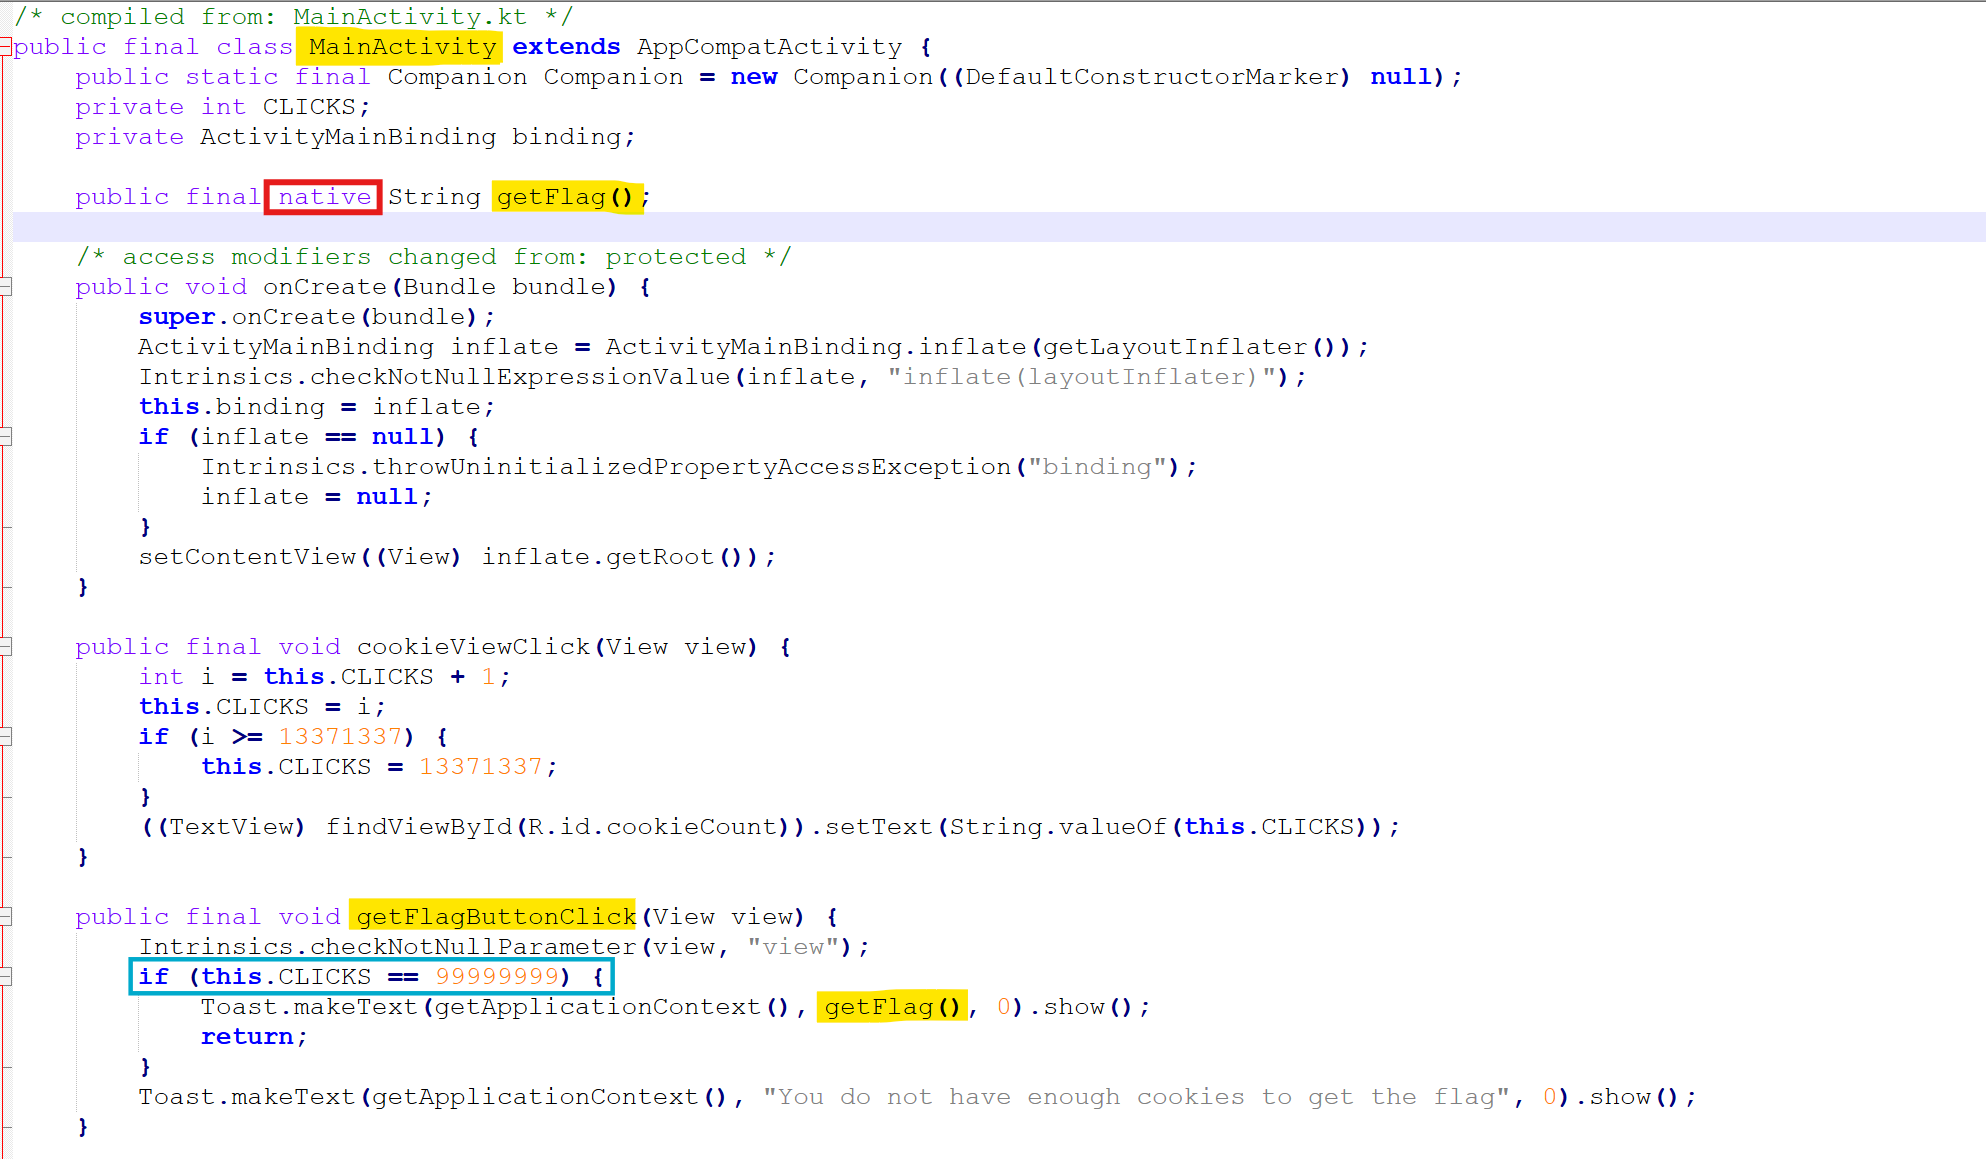 /* compiled from: MainActivity.kt */
public final class MainActivity extends AppCompatActivity {
public static final Companion Companion = new Companion((DefaultConstructorMarker) null);
private int CLICKS;
private ActivityMainBinding binding;
public final native String getFlag();
/* access modifiers changed from: protected */
public void onCreate(Bundle bundle) {
super.onCreate(bundle);
ActivityMainBinding inflate = ActivityMainBinding.inflate(getLayoutInflater());
Intrinsics.checkNotNullExpressionValue(inflate, "inflate(layoutInflater)");
this.binding = inflate;
if (inflate == null) {
Intrinsics.throwUninitializedPropertyAccessException("binding");
inflate = null;
}
setContentView((View) inflate.getRoot());
}
public final void cookieViewClick(View view) {
int i = this.CLICKS + 1;
this.CLICKS = i;
if (i >= 13371337) {
this.CLICKS = 13371337;
}
((TextView) findViewById(R.id.cookieCount)).setText(String.valueOf(this.CLICKS));
}
public final void getFlagButtonClick(View view) {
Intrinsics.checkNotNullParameter(view, "view");
if (this.CLICKS == 99999999) {
Toast.makeText(getApplicationContext(), getFlag(), 0).show();
return;
}
Toast.makeText(getApplicationContext(), "You do not have enough cookies to get the flag", 0).show();
}